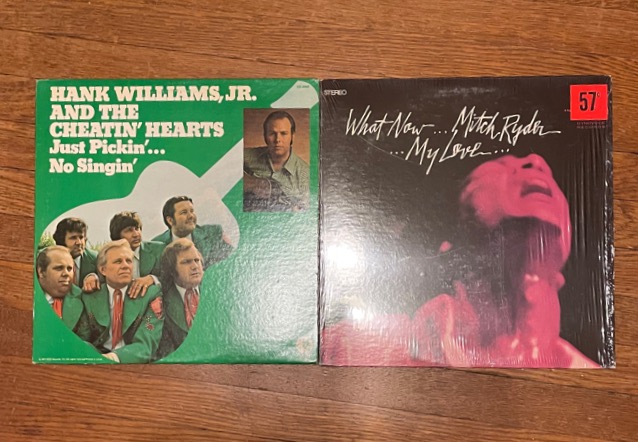 HANK WILLIAMS, JR.
AND THE
CHEATIN' HEARTS
Just Pickin'...
No Singin'
STEREO
57¢
What Now... Mitch Ryder
...My Love...